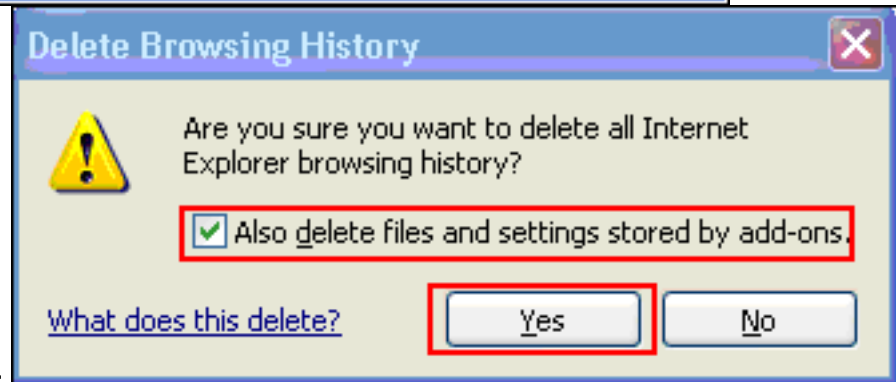 Delete Browsing History
Are you sure you want to delete all Internet
Explorer browsing history?
Also delete files and settings stored by add-ons.
What does this delete? Yes No